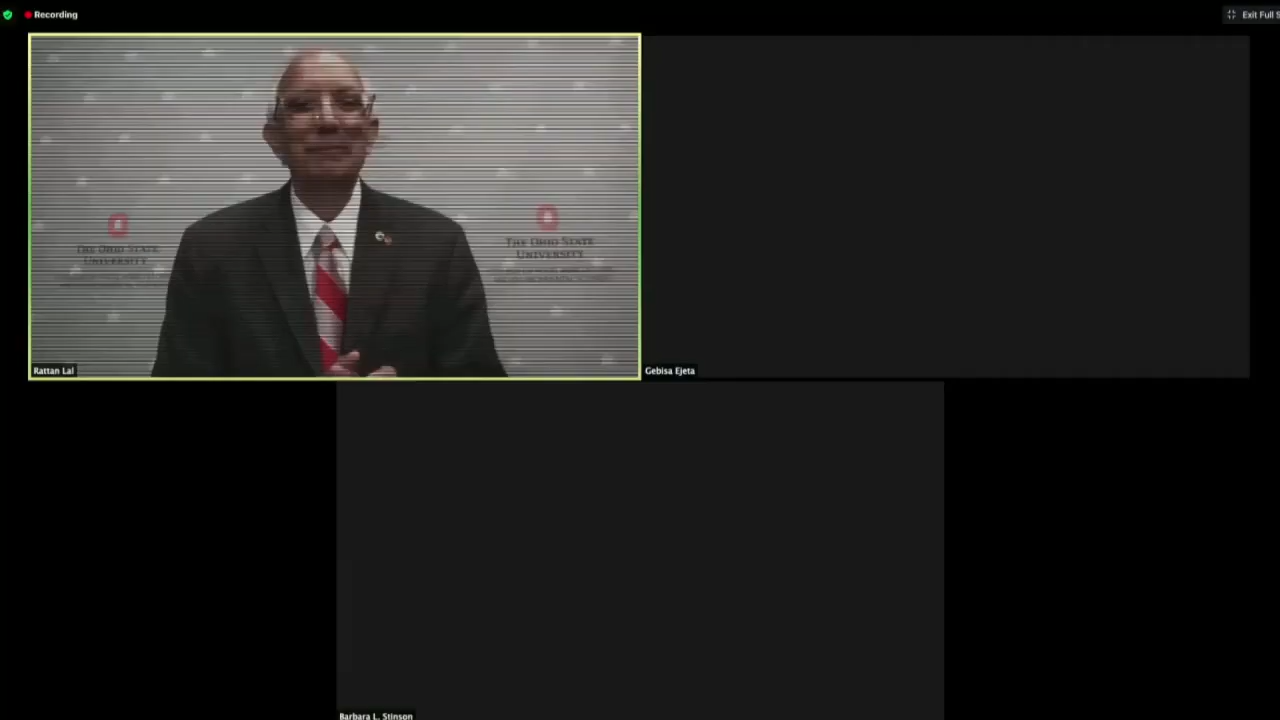 Recording
Exit Full S
THE OHIO STATE
UNIVERSITY
THE OHIO STATE
UNIVERSITY
Rattan Lal
Gebisa Ejeta
Barbara L. Stinson